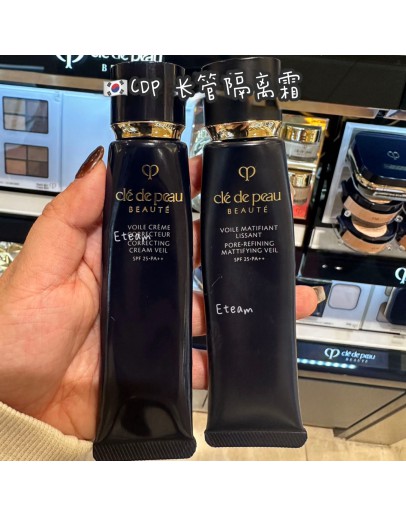 clé de peau
BEAUTÉ
🇰🇷CDP 长管隔离霜
clé de peau
BEAUTÉ
VOILE CRÈME
CORRECTEUR
CORRECTING
CREAM VEIL
SPF 25•PA++
Eteam
Eteam
clé de peau
BEAUTÉ
VOILE MATIFIANT
LISSANT
PORE-REFINING
MATTIFYING VEIL
SPF 25•PA++
Eteam
clé de peau
BEAUTÉ